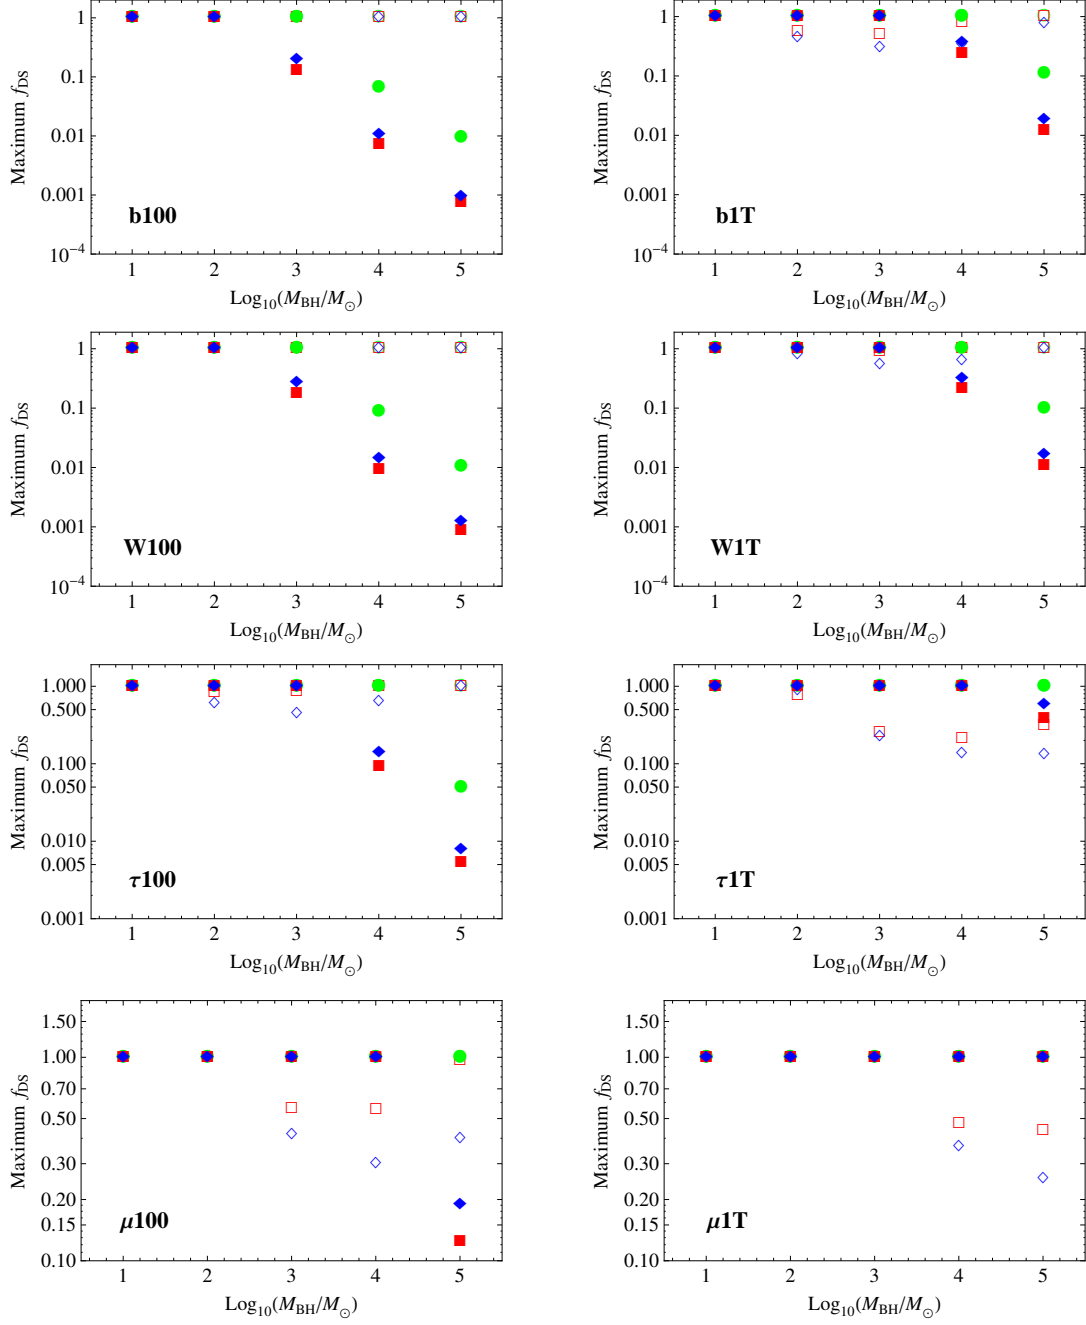 Maximum f_DS
1
0.1
0.01
0.001
10⁻⁴
b100
1 2 3 4 5
Log₁₀(M_BH/M_⊙)
Maximum f_DS
1
0.1
0.01
0.001
10⁻⁴
b1T
1 2 3 4 5
Log₁₀(M_BH/M_⊙)
Maximum f_DS
1
0.1
0.01
0.001
10⁻⁴
W100
1 2 3 4 5
Log₁₀(M_BH/M_⊙)
Maximum f_DS
1
0.1
0.01
0.001
10⁻⁴
W1T
1 2 3 4 5
Log₁₀(M_BH/M_⊙)
Maximum f_DS
1.000
0.500
0.100
0.050
0.010
0.005
0.001
τ100
1 2 3 4 5
Log₁₀(M_BH/M_⊙)
Maximum f_DS
1.000
0.500
0.100
0.050
0.010
0.005
0.001
τ1T
1 2 3 4 5
Log₁₀(M_BH/M_⊙)
Maximum f_DS
1.50
1.00
0.70
0.50
0.30
0.20
0.15
0.10
μ100
1 2 3 4 5
Log₁₀(M_BH/M_⊙)
Maximum f_DS
1.50
1.00
0.70
0.50
0.30
0.20
0.15
0.10
μ1T
1 2 3 4 5
Log₁₀(M_BH/M_⊙)